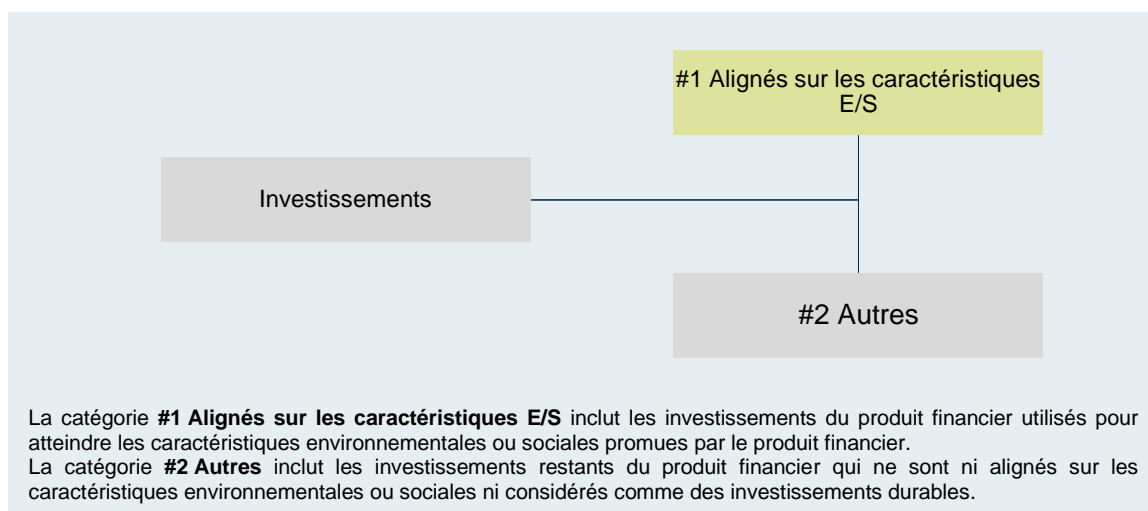 #1 Alignés sur les caractéristiques
E/S
Investissements
#2 Autres
La catégorie #1 Alignés sur les caractéristiques E/S inclut les investissements du produit financier utilisés pour
atteindre les caractéristiques environnementales ou sociales promues par le produit financier.
La catégorie #2 Autres inclut les investissements restants du produit financier qui ne sont ni alignés sur les
caractéristiques environnementales ou sociales ni considérés comme des investissements durables.